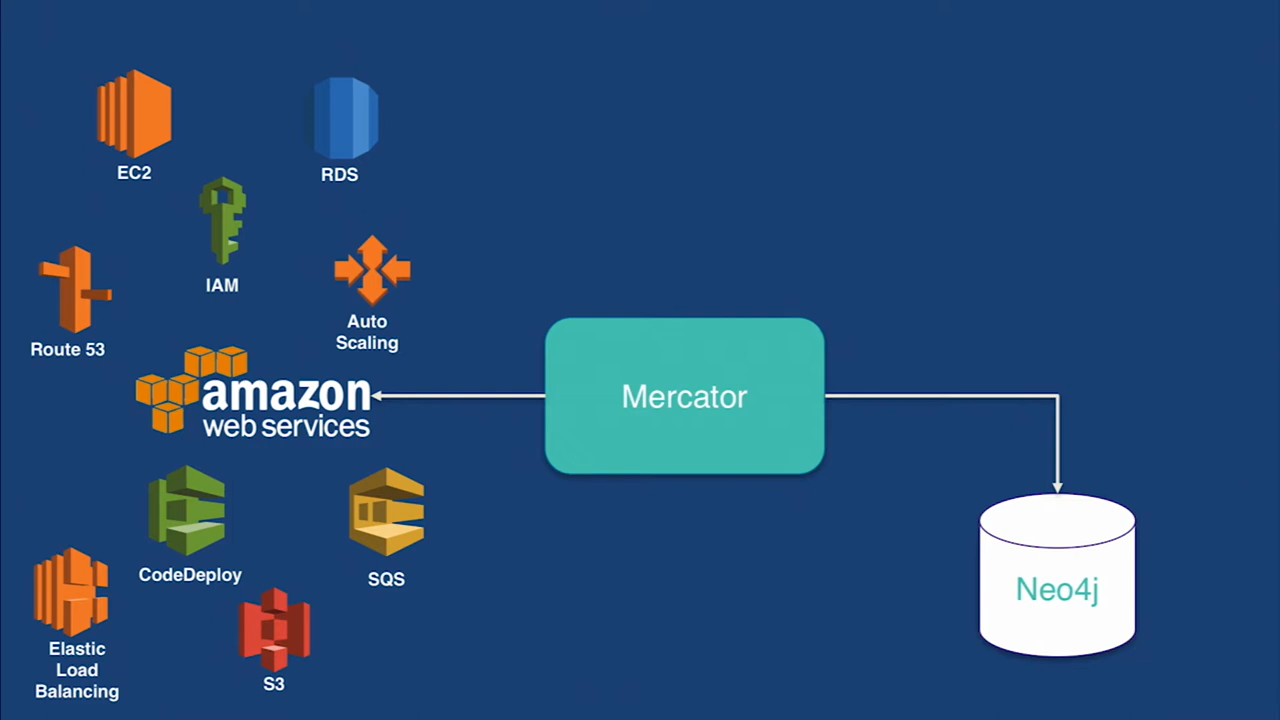 EC2
RDS
IAM
Auto
Scaling
Route 53
amazon
web services
Mercator
CodeDeploy
SQS
Neo4j
Elastic
Load
Balancing
S3